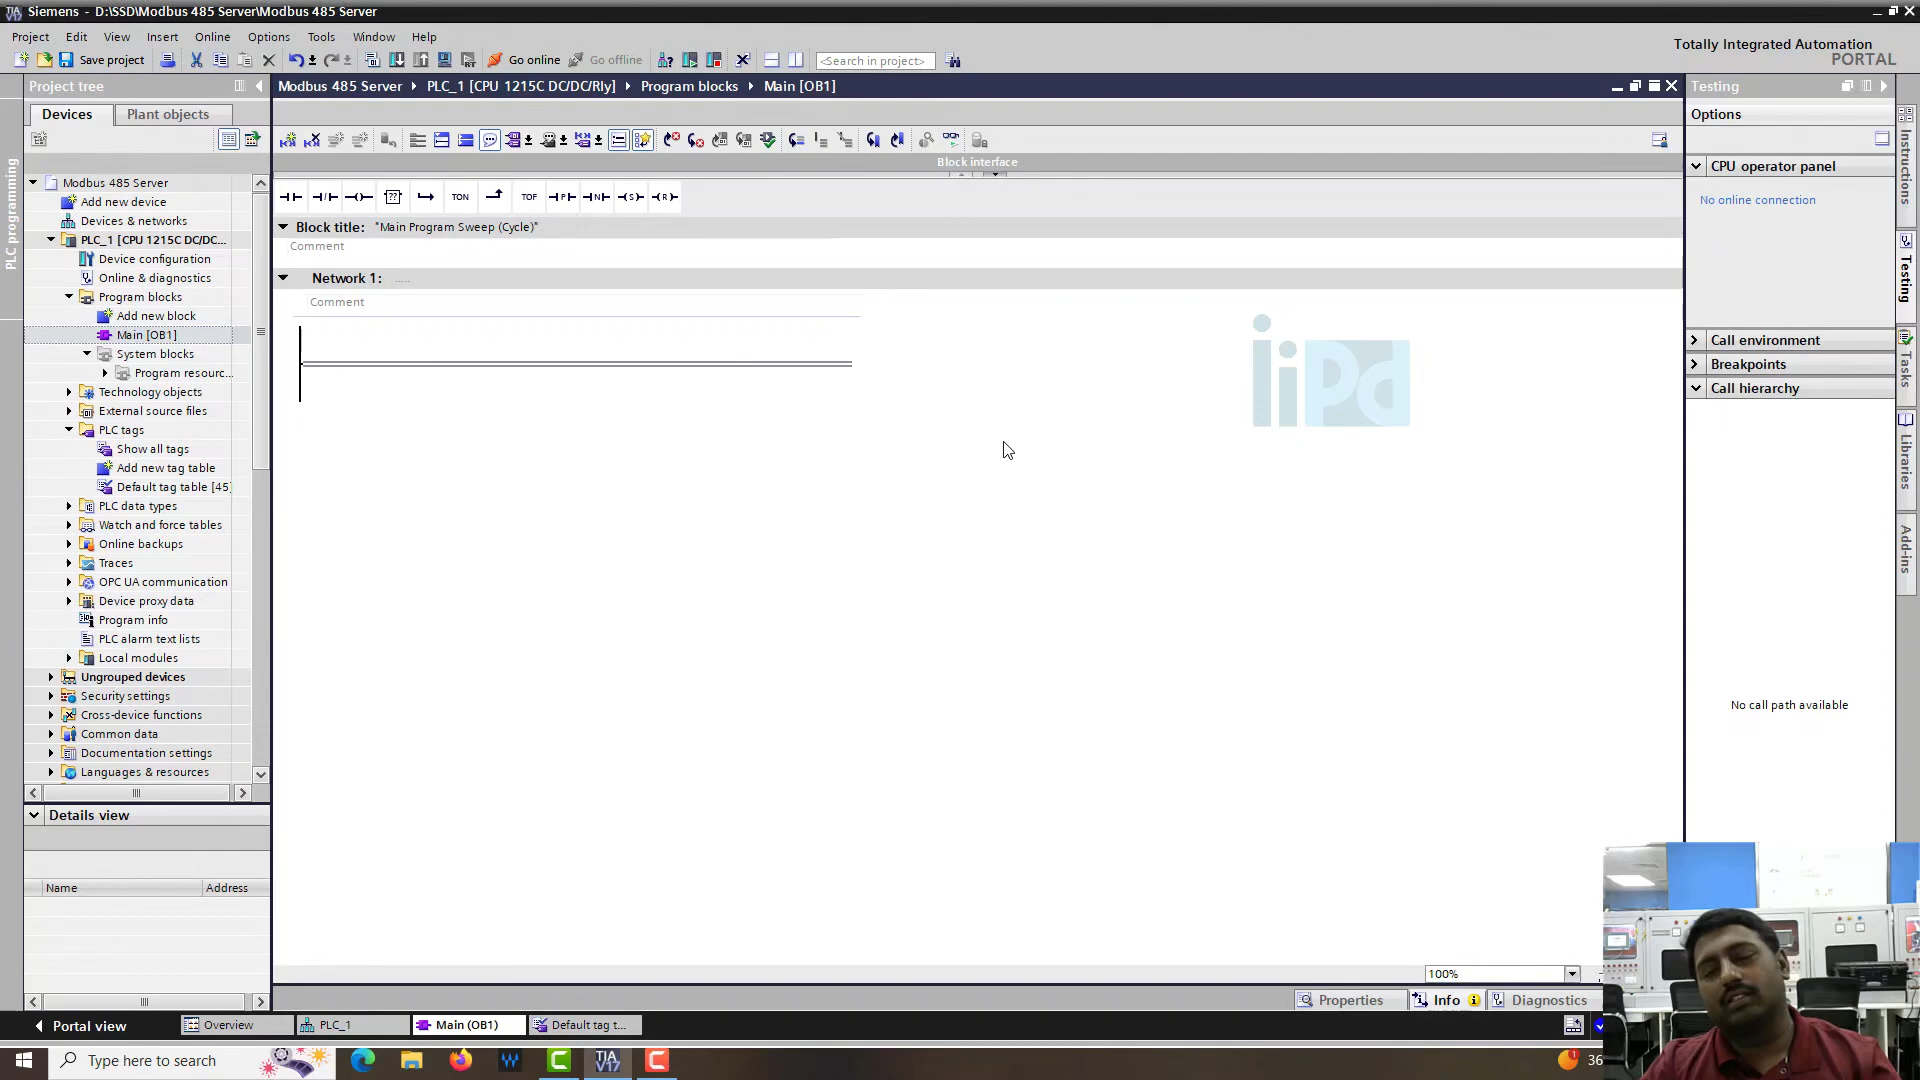 TIA V17 Siemens - D:\SSD\Modbus 485 Server\Modbus 485 Server
Project Edit View Insert Online Options Tools Window Help
Totally Integrated Automation
PORTAL
Save project Go online Go offline <Search in project>
Project tree
Modbus 485 Server PLC_1 [CPU 1215C DC/DC/Rly] Program blocks Main [OB1]
Testing
Devices Plant objects
Options
PLC programming
Block interface
CPU operator panel
No online connection
Modbus 485 Server
Add new device
Devices & networks
PLC_1 [CPU 1215C DC/DC...
Device configuration
Online & diagnostics
Program blocks
Add new block
Main [OB1]
System blocks
Program resourc...
Technology objects
External source files
PLC tags
Show all tags
Add new tag table
Default tag table [45]
PLC data types
Watch and force tables
Online backups
Traces
OPC UA communication
Device proxy data
Program info
PLC alarm text lists
Local modules
Ungrouped devices
Security settings
Cross-device functions
Common data
Documentation settings
Languages & resources
?? TON TOF P N S R
Block title: "Main Program Sweep (Cycle)"
Comment
Network 1: .....
Comment
iiPd
Call environment
Breakpoints
Call hierarchy
No call path available
Instructions
Testing
Tasks
Libraries
Add-ins
Details view
Name Address
100%
Properties Info Diagnostics
Portal view Overview PLC_1 Main (OB1) Default tag t...
Type here to search
TIA V17
36